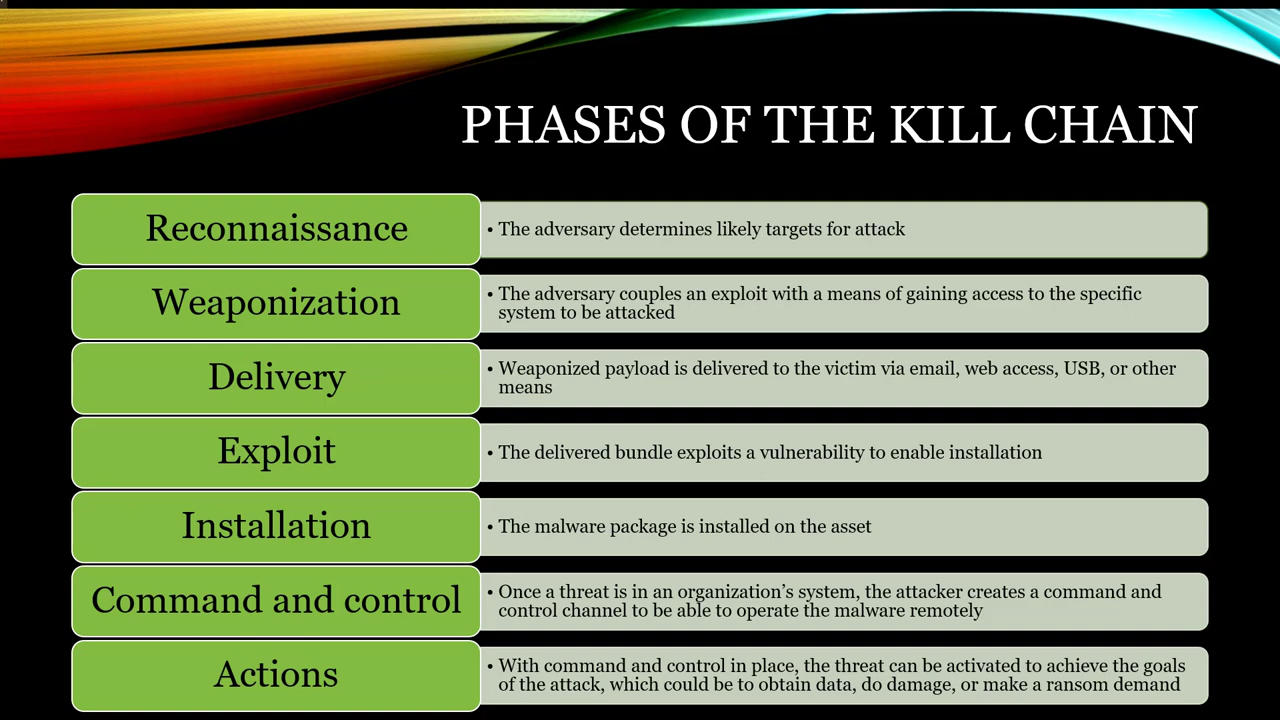 PHASES OF THE KILL CHAIN
Reconnaissance
• The adversary determines likely targets for attack
Weaponization
• The adversary couples an exploit with a means of gaining access to the specific
system to be attacked
Delivery
• Weaponized payload is delivered to the victim via email, web access, USB, or other
means
Exploit
• The delivered bundle exploits a vulnerability to enable installation
Installation
• The malware package is installed on the asset
Command and control
• Once a threat is in an organization’s system, the attacker creates a command and
control channel to be able to operate the malware remotely
Actions
• With command and control in place, the threat can be activated to achieve the goals
of the attack, which could be to obtain data, do damage, or make a ransom demand